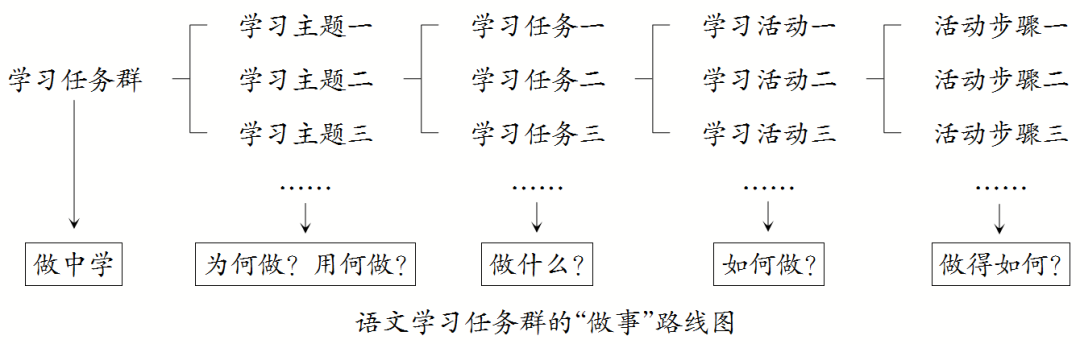 学习主题一 学习任务一 学习活动一 活动步骤一
学习任务群 学习主题二 学习任务二 学习活动二 活动步骤二
学习主题三 学习任务三 学习活动三 活动步骤三
…… …… …… ……
做中学 为何做？用何做？ 做什么？ 如何做？ 做得如何？
语文学习任务群的“做事”路线图